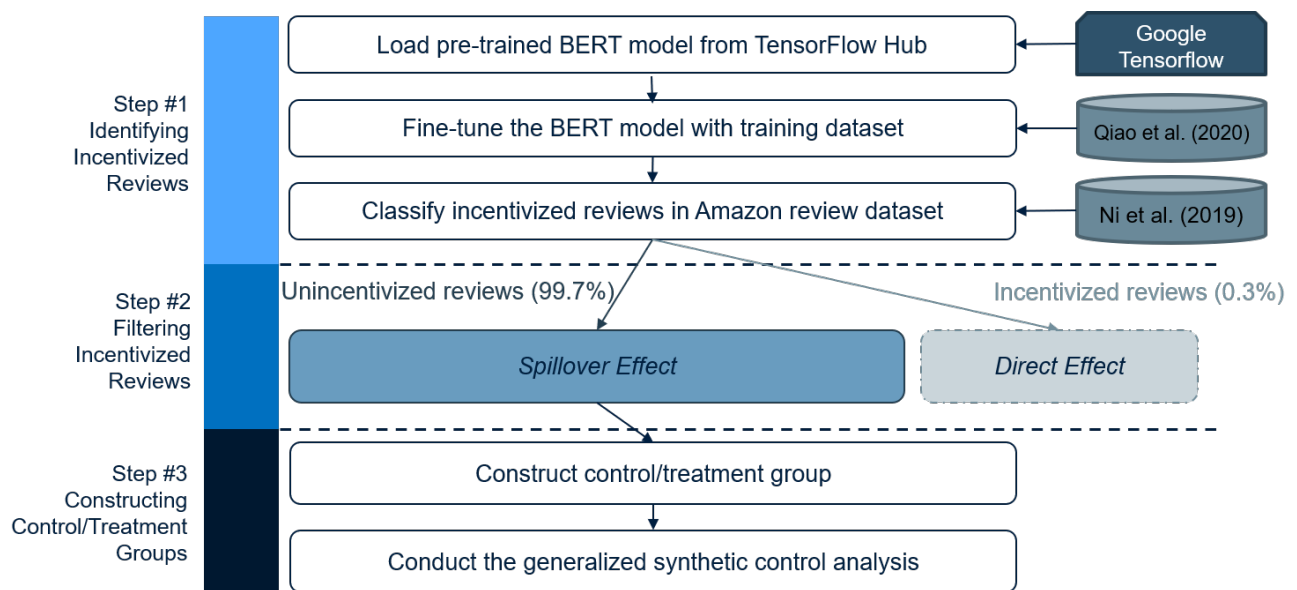 Load pre-trained BERT model from TensorFlow Hub
Google
Tensorflow
Step #1
Identifying
Incentivized
Reviews
Fine-tune the BERT model with training dataset
Qiao et al. (2020)
Classify incentivized reviews in Amazon review dataset
Ni et al. (2019)
Step #2
Filtering
Incentivized
Reviews
Unincentivized reviews (99.7%)
Incentivized reviews (0.3%)
Spillover Effect
Direct Effect
Step #3
Constructing
Control/Treatment
Groups
Construct control/treatment group
Conduct the generalized synthetic control analysis